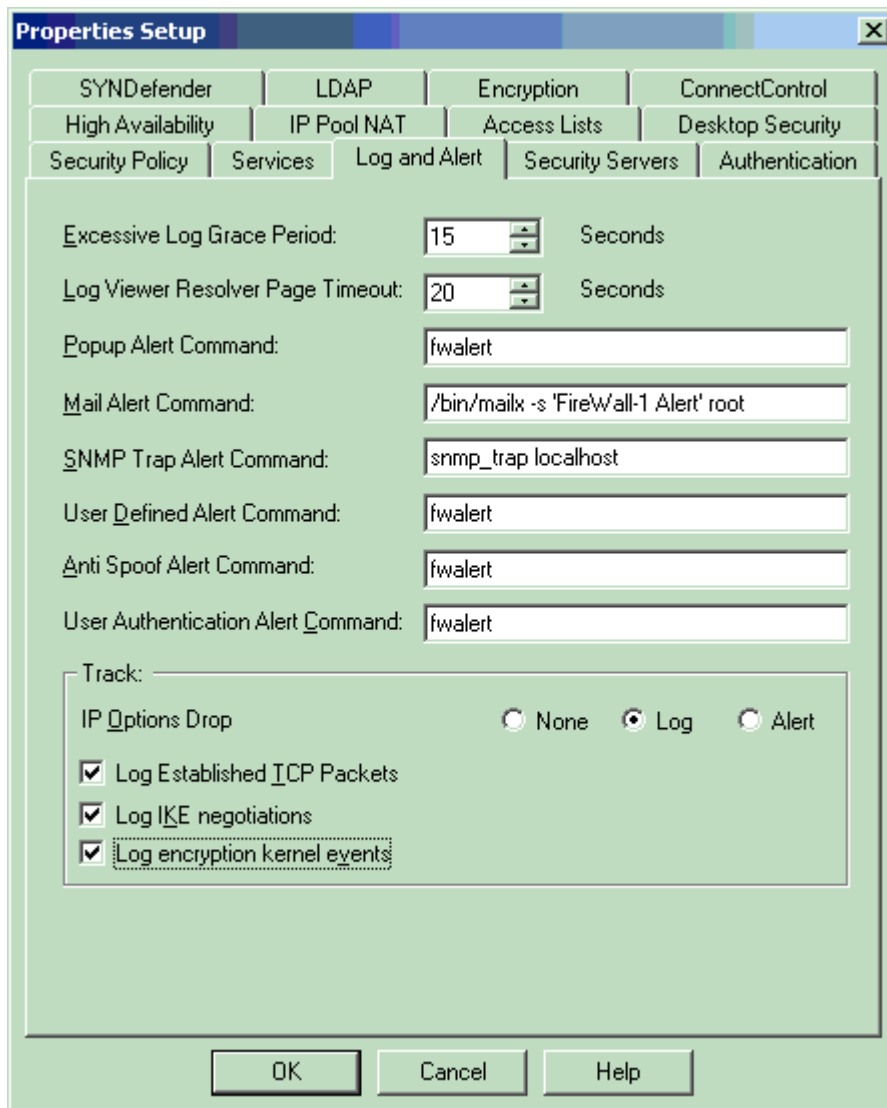 Properties Setup
SYNDefender LDAP Encryption ConnectControl
High Availability IP Pool NAT Access Lists Desktop Security
Security Policy Services Log and Alert Security Servers Authentication
Excessive Log Grace Period: 15 Seconds
Log Viewer Resolver Page Timeout: 20 Seconds
Popup Alert Command: fwalert
Mail Alert Command: /bin/mailx -s 'FireWall-1 Alert' root
SNMP Trap Alert Command: snmp_trap localhost
User Defined Alert Command: fwalert
Anti Spoof Alert Command: fwalert
User Authentication Alert Command: fwalert
Track:
IP Options Drop None Log Alert
Log Established TCP Packets
Log IKE negotiations
Log encryption kernel events
OK Cancel Help